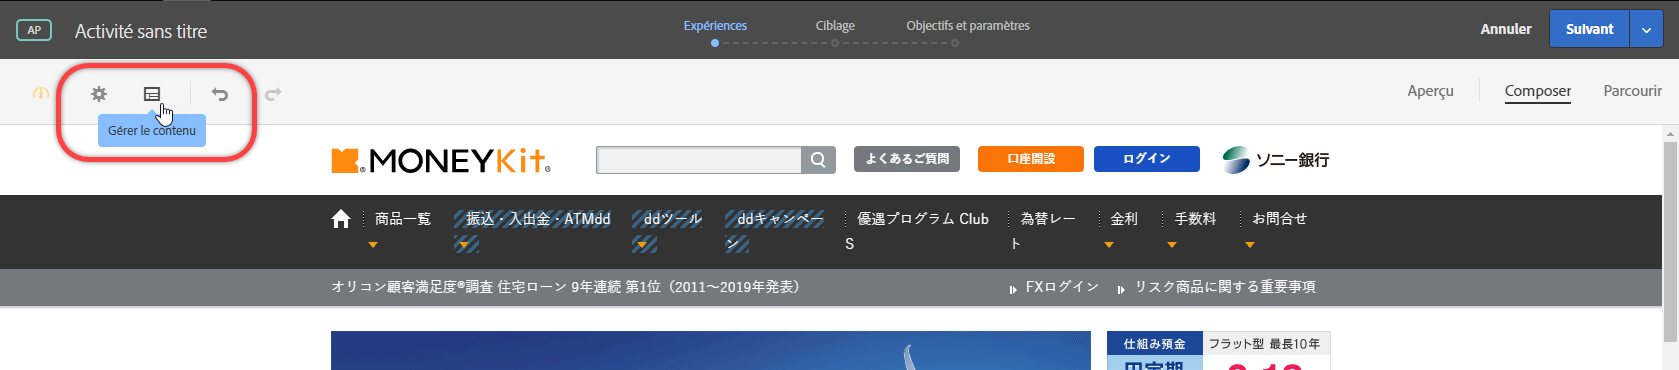 AP Activité sans titre Expériences Ciblage Objectifs et paramètres Annuler Suivant
Aperçu Composer Parcourir
Gérer le contenu
MONEYKit® よくあるご質問 口座開設 ログイン ソニー銀行
商品一覧 振込・入出金・ATMdd ddツール ddキャンペー 優遇プログラム Club 為替レー 金利 手数料 お問合せ
ン S ト
オリコン顧客満足度®調査 住宅ローン 9年連続 第1位（2011～2019年発表） FXログイン リスク商品に関する重要事項
仕組み預金 フラット型 最長10年